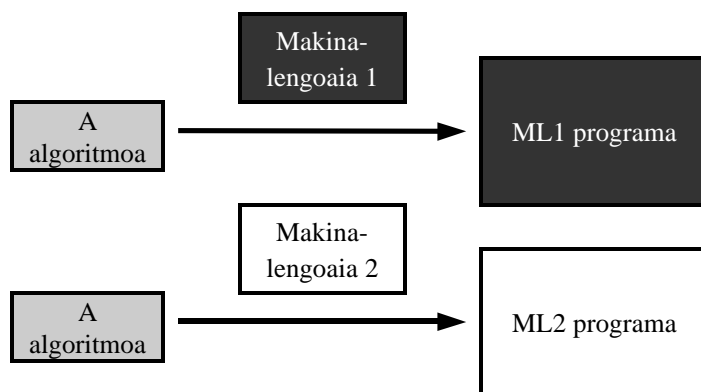 Makina-
lengoaia 1
A
algoritmoa
ML1 programa
Makina-
lengoaia 2
A
algoritmoa
ML2 programa